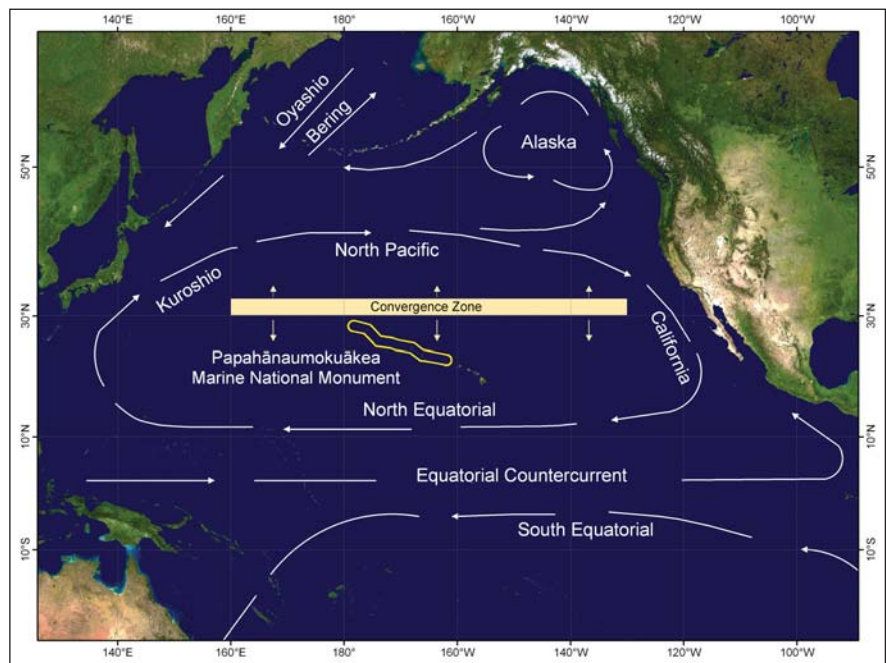 140°E 160°E 180° 160°W 140°W 120°W 100°W
Oyashio
Bering
Alaska
50°N
50°N
North Pacific
Kuroshio
Convergence Zone
30°N
30°N
California
Papahānaumokuākea
Marine National Monument
North Equatorial
10°N
10°N
Equatorial Countercurrent
South Equatorial
10°S
10°S
140°E 160°E 180° 160°W 140°W 120°W 100°W